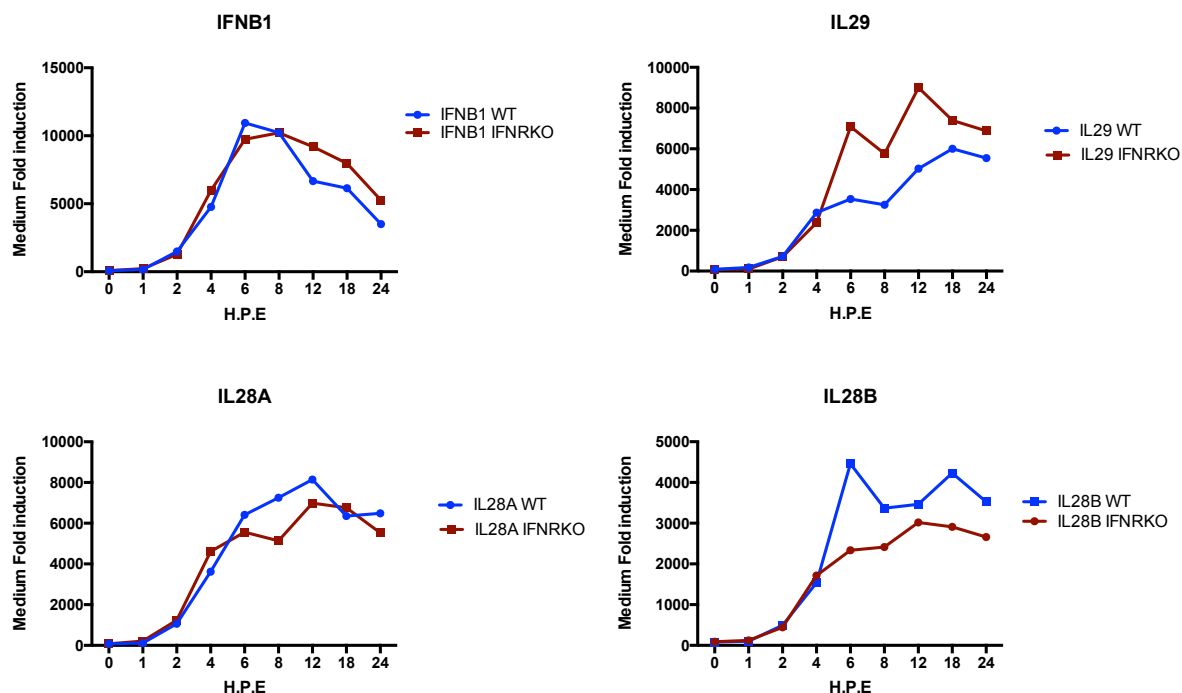 IFNB1
Medium Fold induction
15000
10000
5000
0
0 1 2 4 6 8 12 18 24
H.P.E
IFNB1 WT
IFNB1 IFNRKO
IL29
Medium Fold induction
10000
8000
6000
4000
2000
0
0 1 2 4 6 8 12 18 24
H.P.E
IL29 WT
IL29 IFNRKO
IL28A
Medium Fold induction
10000
8000
6000
4000
2000
0
0 1 2 4 6 8 12 18 24
H.P.E
IL28A WT
IL28A IFNRKO
IL28B
Medium Fold induction
5000
4000
3000
2000
1000
0
0 1 2 4 6 8 12 18 24
H.P.E
IL28B WT
IL28B IFNRKO